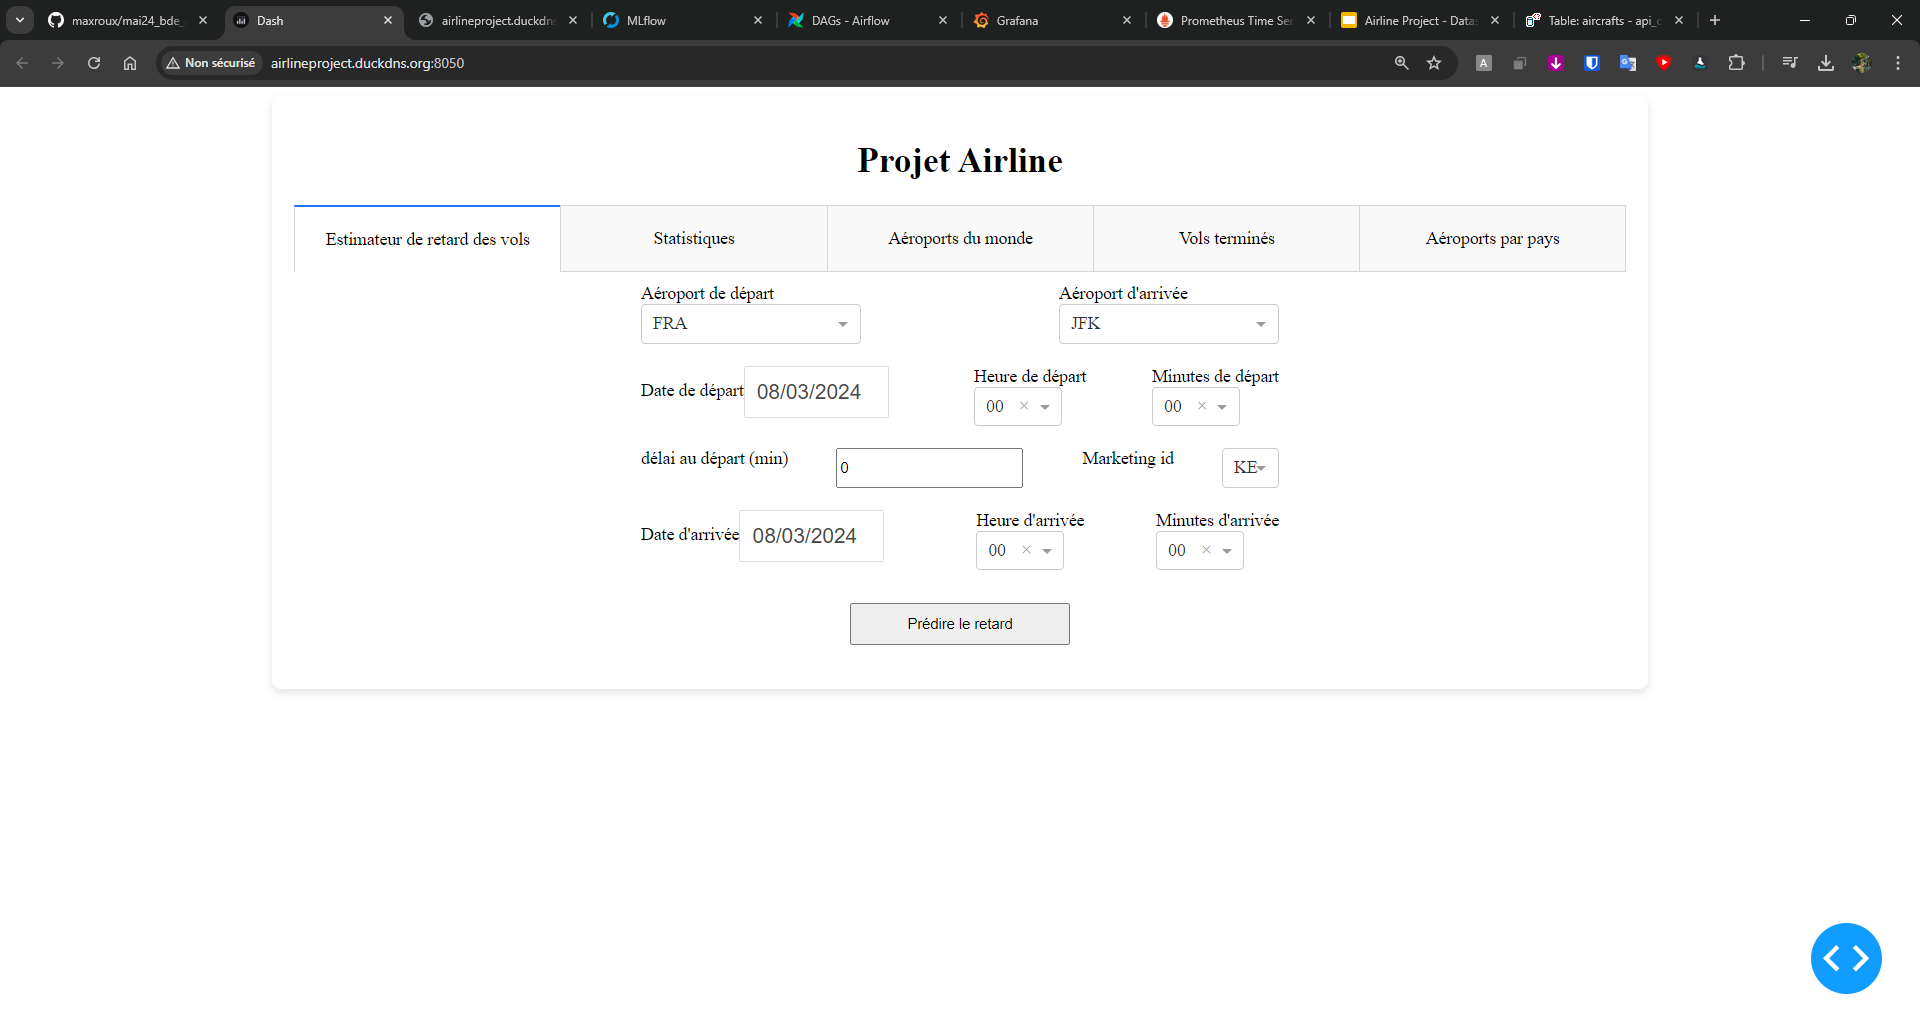 maxroux/mai24_bde_
Dash
airlineproject.duckdns
MLflow
DAGs - Airflow
Grafana
Prometheus Time Ser
Airline Project - Datas
Table: aircrafts - api_
Non sécurisé
airlineproject.duckdns.org:8050
Projet Airline
Estimateur de retard des vols
Statistiques
Aéroports du monde
Vols terminés
Aéroports par pays
Aéroport de départ
Aéroport d'arrivée
FRA
JFK
Date de départ
08/03/2024
Heure de départ
Minutes de départ
00
00
délai au départ (min)
0
Marketing id
KE
Date d'arrivée
08/03/2024
Heure d'arrivée
Minutes d'arrivée
00
00
Prédire le retard